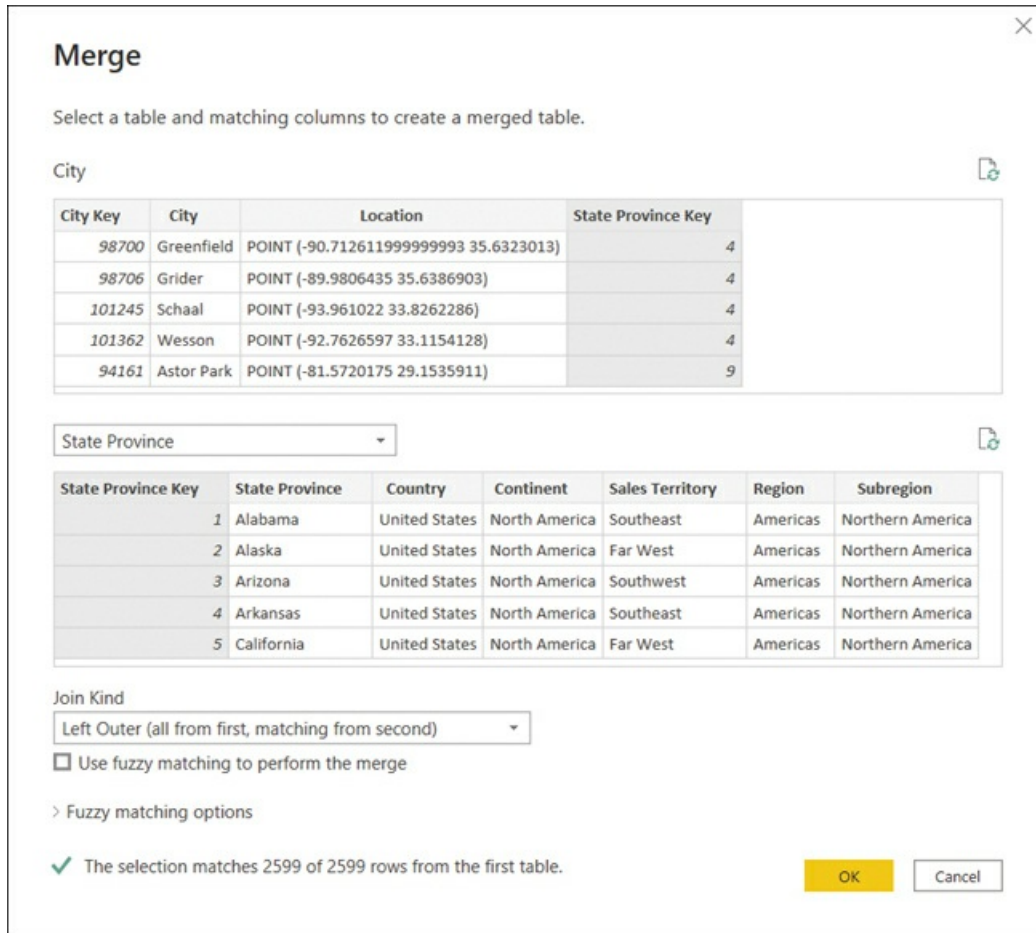 Merge
Select a table and matching columns to create a merged table.
City
City Key City Location State Province Key
98700 Greenfield POINT (-90.712611999999993 35.6323013) 4
98706 Grider POINT (-89.9806435 35.6386903) 4
101245 Schaal POINT (-93.961022 33.8262286) 4
101362 Wesson POINT (-92.7626597 33.1154128) 4
94161 Astor Park POINT (-81.5720175 29.1535911) 9
State Province
State Province Key State Province Country Continent Sales Territory Region Subregion
1 Alabama United States North America Southeast Americas Northern America
2 Alaska United States North America Far West Americas Northern America
3 Arizona United States North America Southwest Americas Northern America
4 Arkansas United States North America Southeast Americas Northern America
5 California United States North America Far West Americas Northern America
Join Kind
Left Outer (all from first, matching from second)
Use fuzzy matching to perform the merge
Fuzzy matching options
The selection matches 2599 of 2599 rows from the first table.
OK Cancel